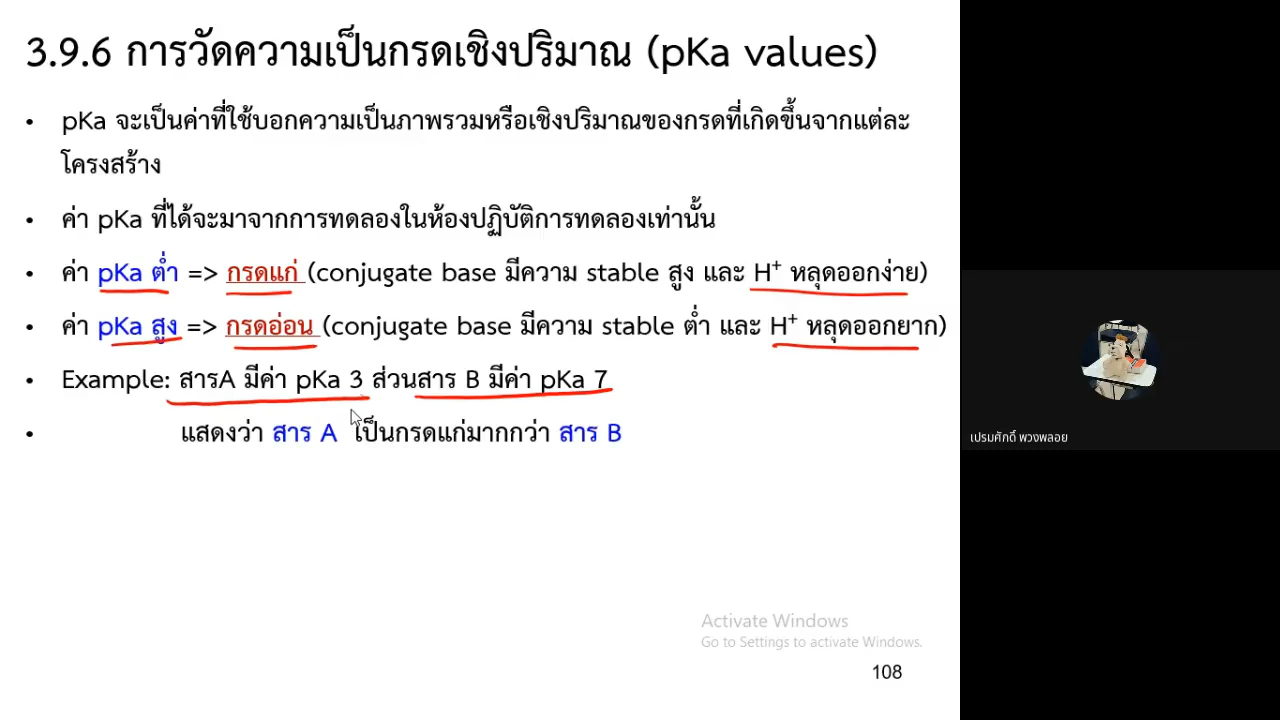 3.9.6 การวัดความเป็นกรดเชิงปริมาณ (pKa values)
• pKa จะเป็นค่าที่ใช้บอกความเป็นภาพรวมหรือเชิงปริมาณของกรดที่เกิดขึ้นจากแต่ละ
โครงสร้าง
• ค่า pKa ที่ได้จะมาจากการทดลองในห้องปฏิบัติการทดลองเท่านั้น
• ค่า pKa ต่ำ => กรดแก่ (conjugate base มีความ stable สูง และ H⁺ หลุดออกง่าย)
• ค่า pKa สูง => กรดอ่อน (conjugate base มีความ stable ต่ำ และ H⁺ หลุดออกยาก)
• Example: สารA มีค่า pKa 3 ส่วนสาร B มีค่า pKa 7
• แสดงว่า สาร A เป็นกรดแก่มากกว่า สาร B
เปรมศักดิ์ พวงพลอย
Activate Windows
Go to Settings to activate Windows.
108